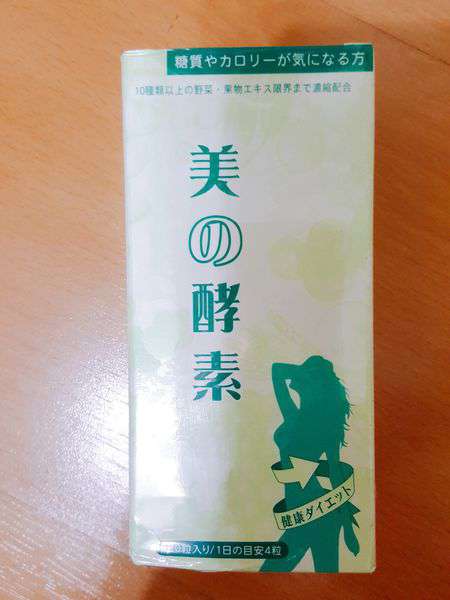 糖質やカロリーが気になる方
10種類以上の野菜・果物エキス限界まで濃縮配合
美の酵素
健康ダイエット
粒入り/1日の目安4粒